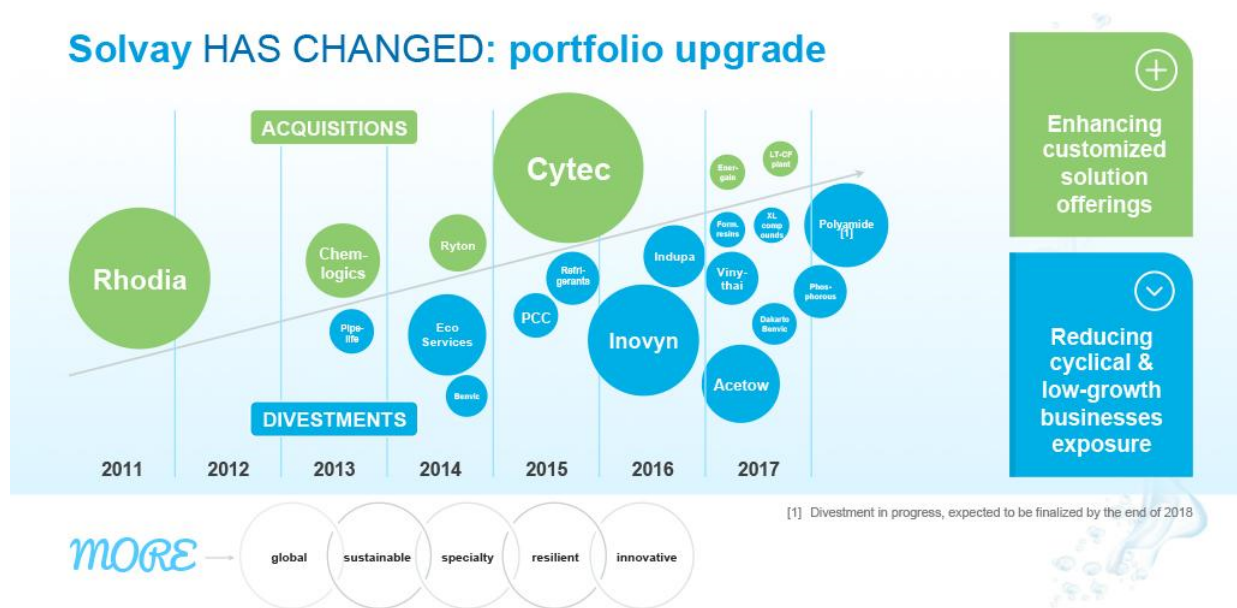 Solvay HAS CHANGED: portfolio upgrade
ACQUISITIONS
Rhodia
Chem-
logics
Ryton
Cytec
Ener-
gain
LT-CF
plant
Pipe-
life
Eco
Services
Benvic
PCC
Refri-
gerants
Inovyn
Indupa
Form.
resins
XL
comp
ounds
Viny-
thai
Dakarto
Benvic
Acetow
Polyamide
[1]
Phos-
phorous
DIVESTMENTS
2011 2012 2013 2014 2015 2016 2017
Enhancing
customized
solution
offerings
Reducing
cyclical &
low-growth
businesses
exposure
[1] Divestment in progress, expected to be finalized by the end of 2018
MORE
global sustainable specialty resilient innovative